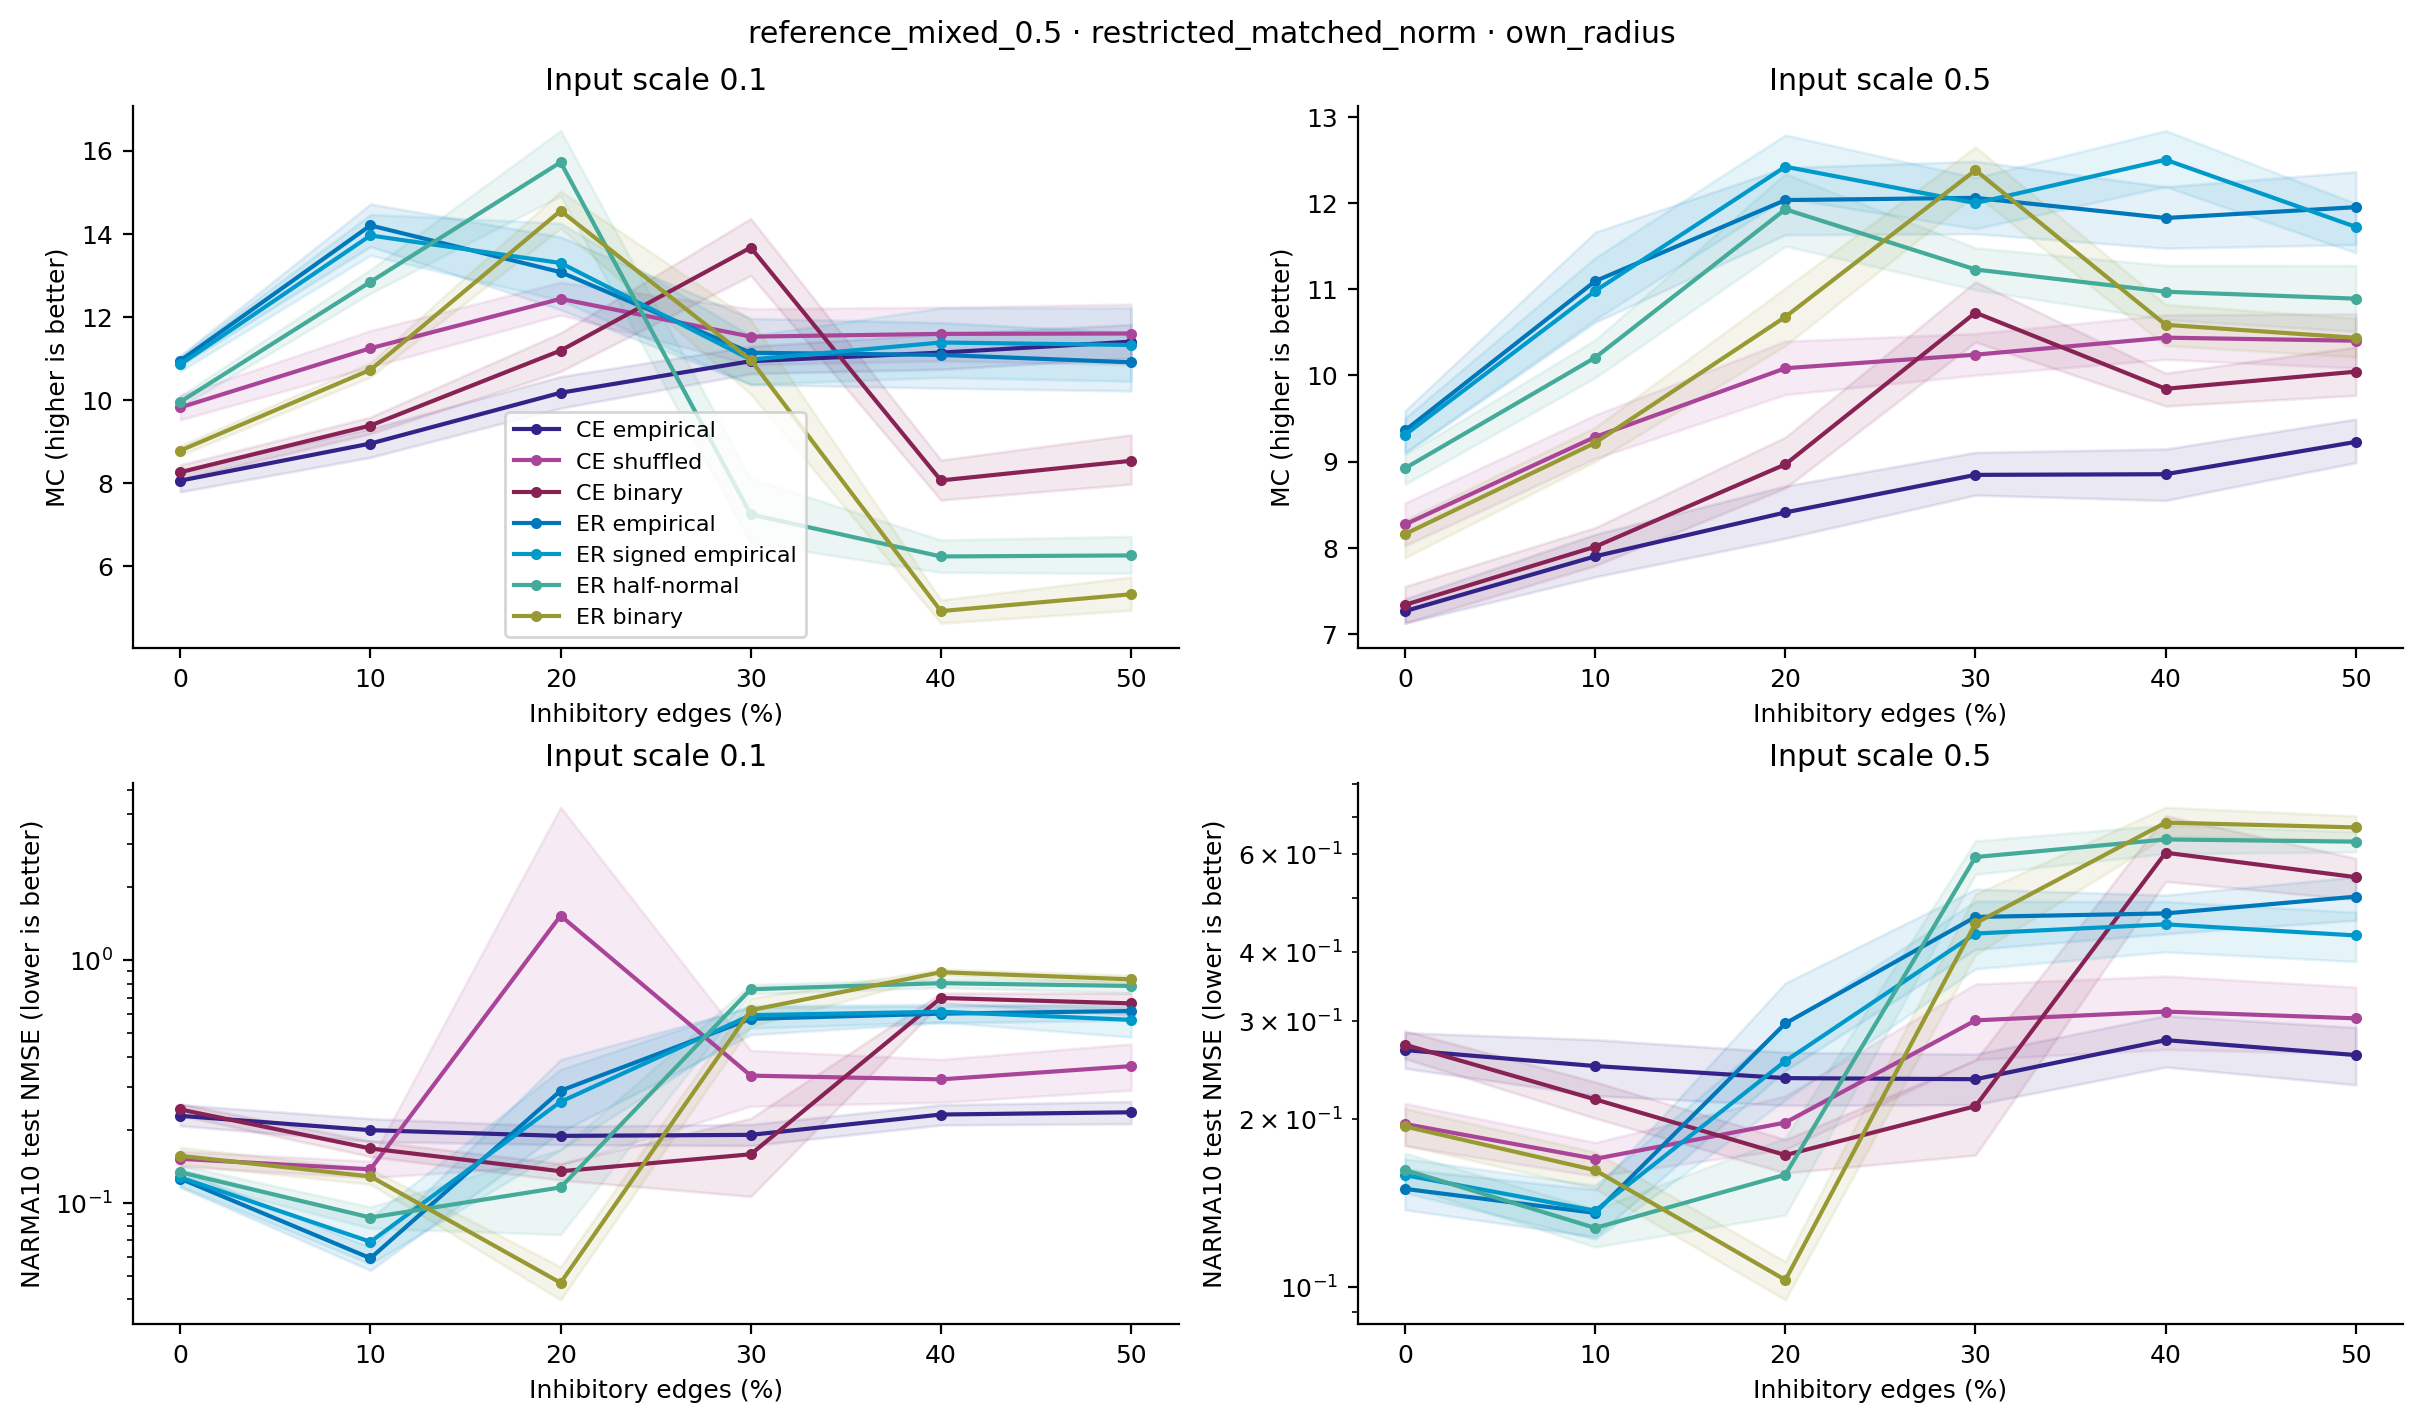 reference_mixed_0.5 · restricted_matched_norm · own_radius
Input scale 0.1
MC (higher is better)
16
14
12
10
8
6
CE empirical
CE shuffled
CE binary
ER empirical
ER signed empirical
ER half-normal
ER binary
0 10 20 30 40 50
Inhibitory edges (%)
Input scale 0.5
MC (higher is better)
13
12
11
10
9
8
7
0 10 20 30 40 50
Inhibitory edges (%)
Input scale 0.1
NARMA10 test NMSE (lower is better)
10⁰
10⁻¹
0 10 20 30 40 50
Inhibitory edges (%)
Input scale 0.5
NARMA10 test NMSE (lower is better)
6 × 10⁻¹
4 × 10⁻¹
3 × 10⁻¹
2 × 10⁻¹
10⁻¹
0 10 20 30 40 50
Inhibitory edges (%)